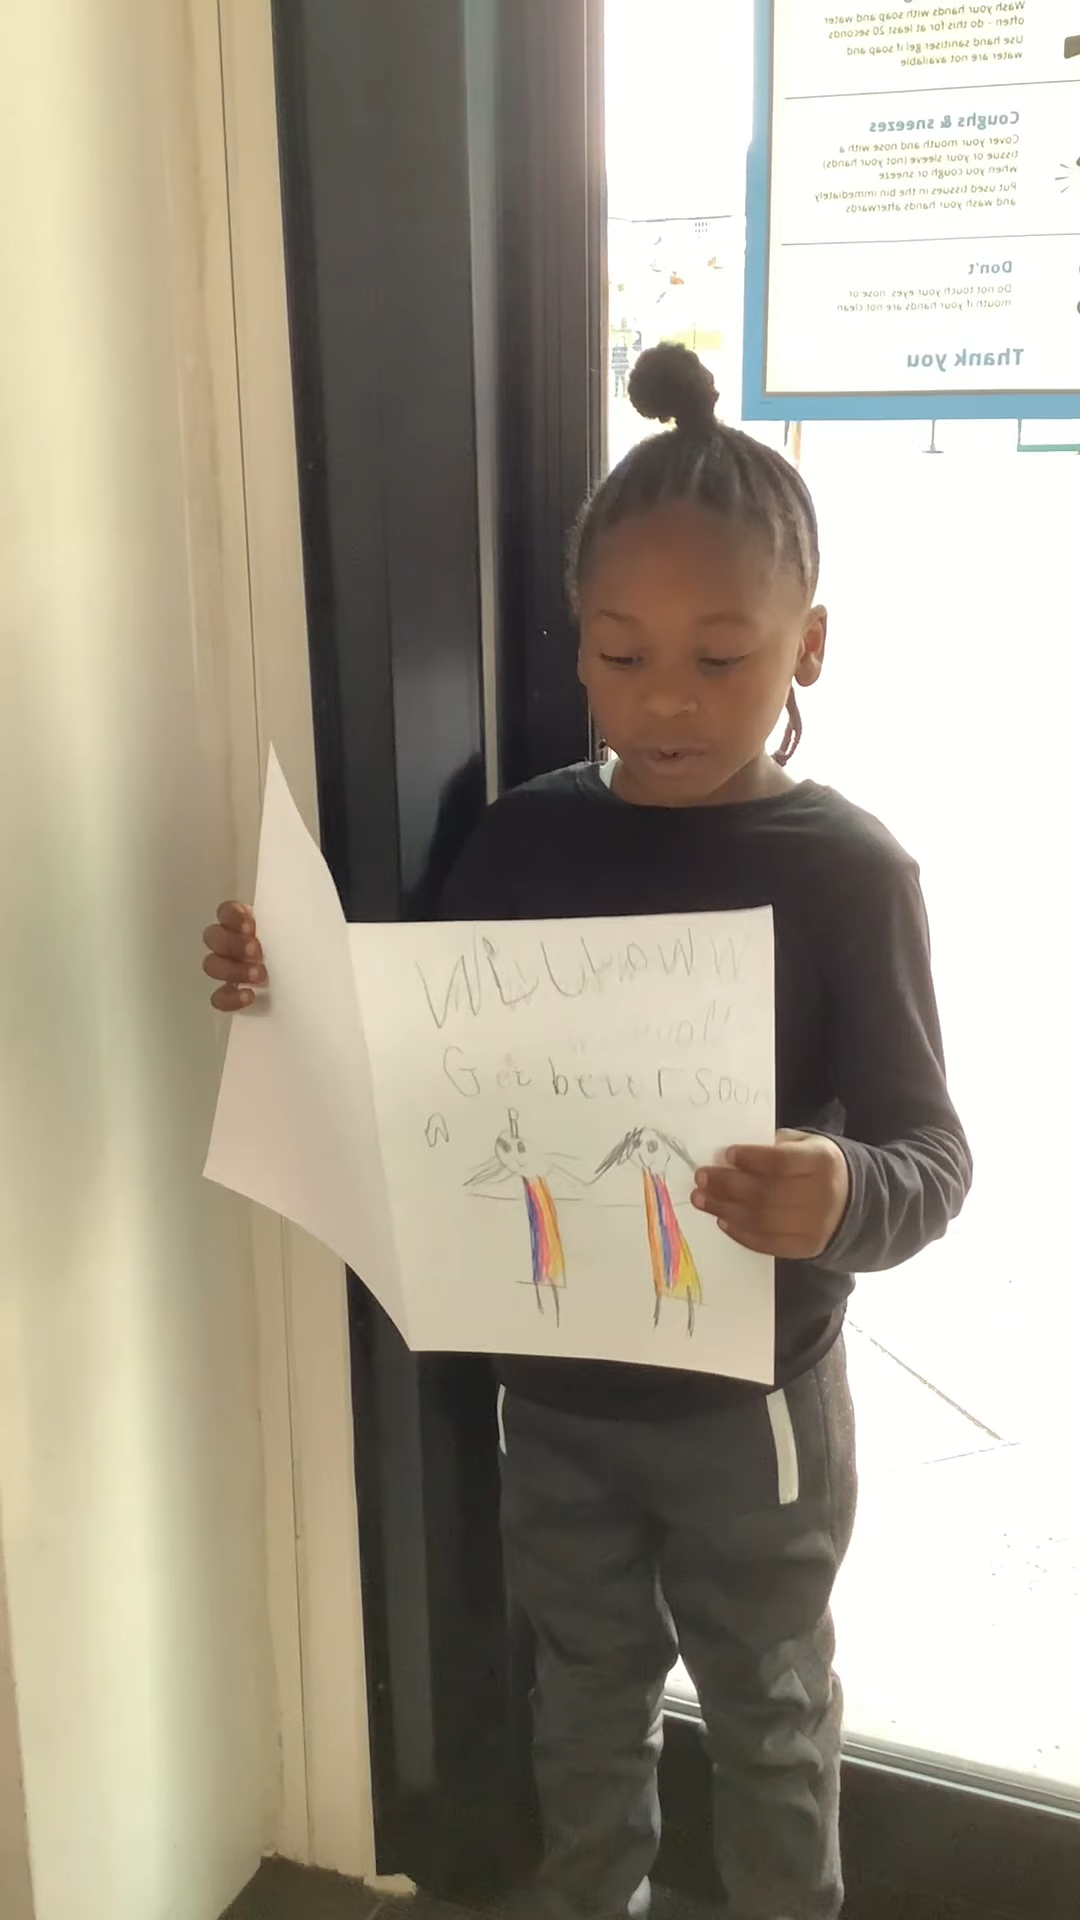 Wash your hands with soap and water
often - do this for at least 20 seconds
Use hand sanitiser gel if soap and
water are not available
Coughs & sneezes
Cover your mouth and nose with a
tissue or your sleeve (not your hands)
when you cough or sneeze
Put used tissues in the bin immediately
and wash your hands afterwards
Don't
Do not touch your eyes, nose or
mouth if your hands are not clean
Thank you
Get better soon